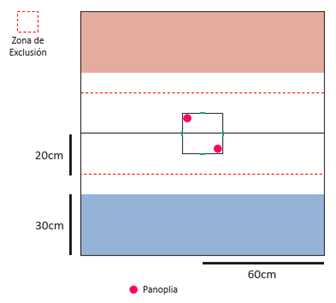 Zona de
Exclusión
20cm
30cm
60cm
Panoplia